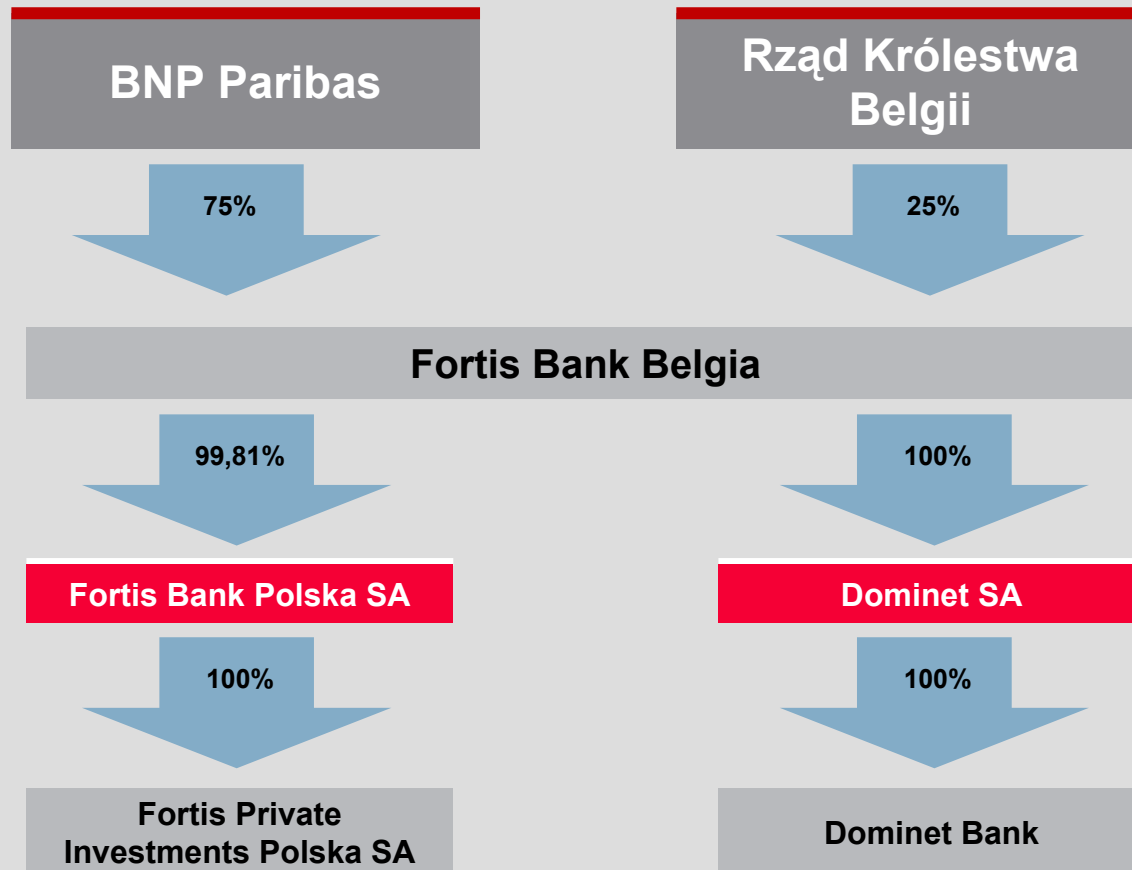 BNP Paribas
Rząd Królestwa
Belgii
75%
25%
Fortis Bank Belgia
99,81%
100%
Fortis Bank Polska SA
Dominet SA
100%
100%
Fortis Private
Investments Polska SA
Dominet Bank